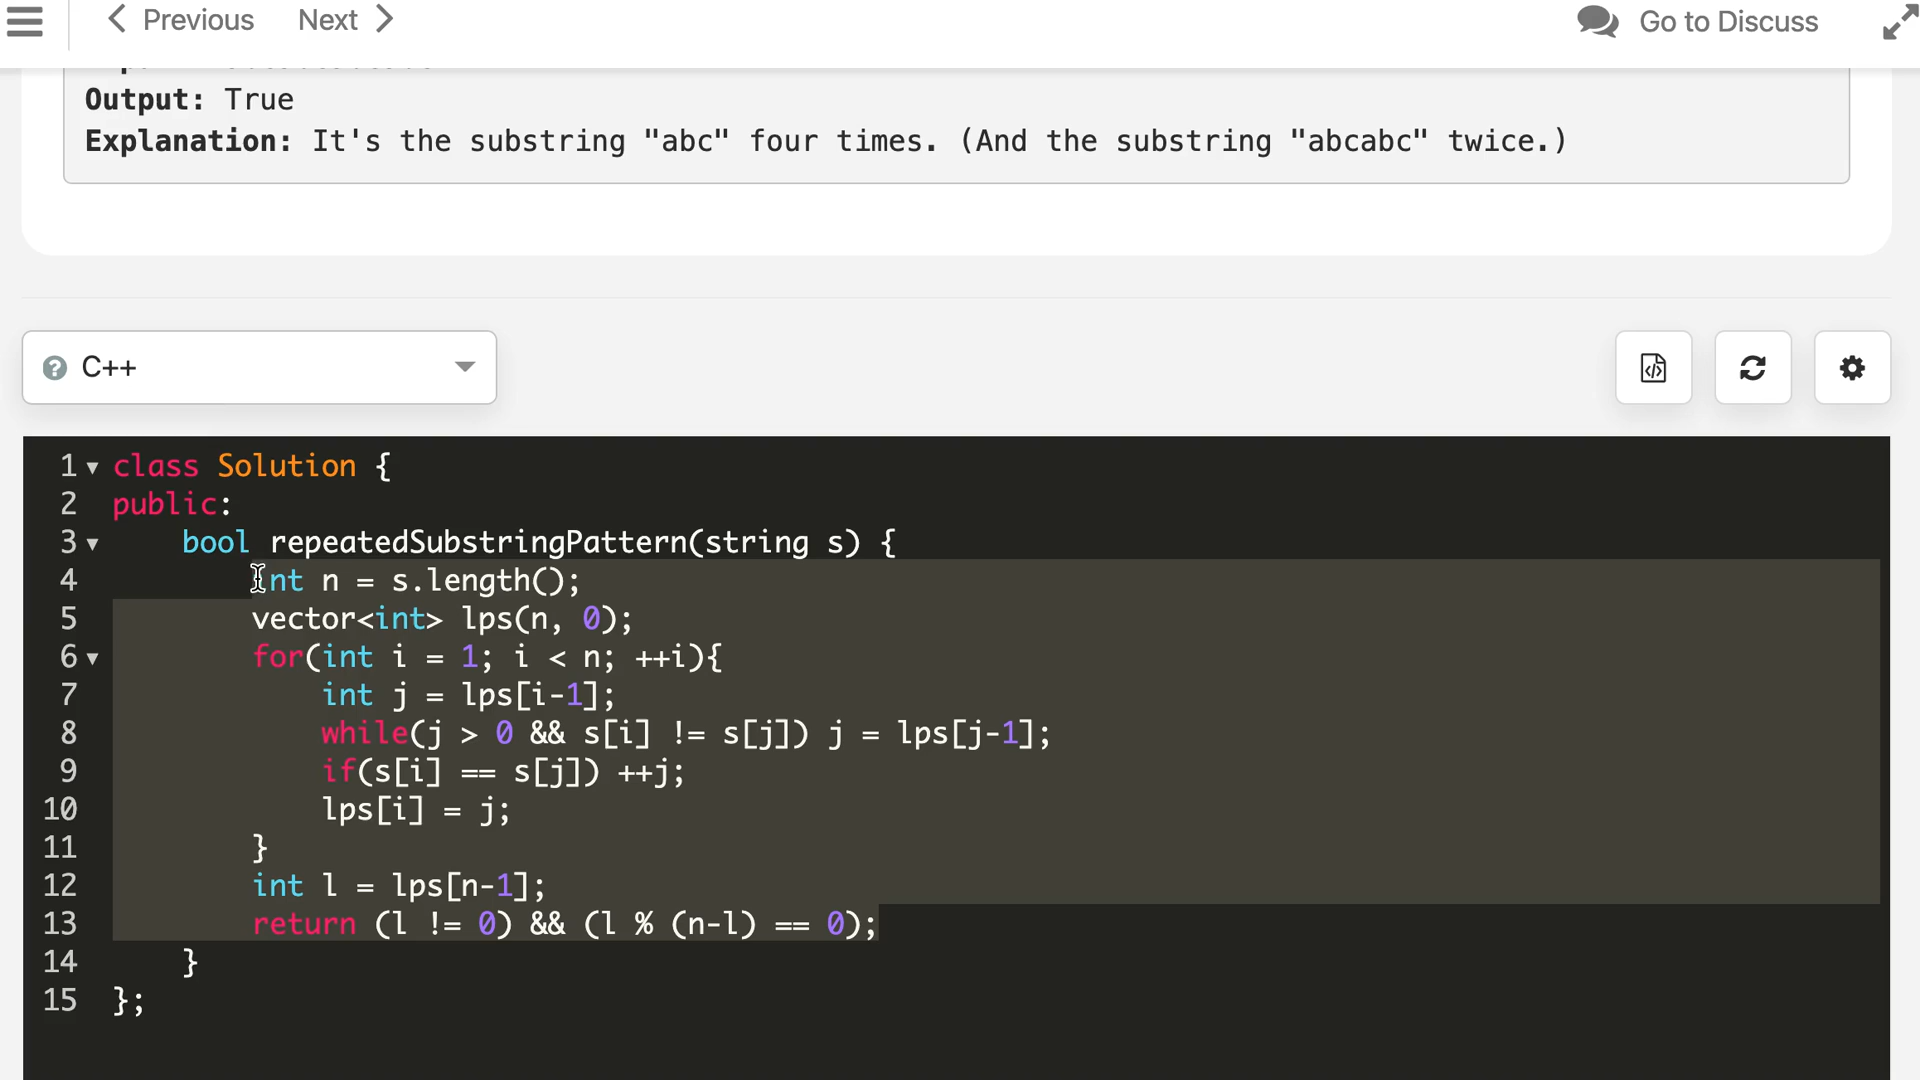 Previous Next Go to Discuss
Output: True
Explanation: It's the substring "abc" four times. (And the substring "abcabc" twice.)
? C++
1 class Solution {
2 public:
3 bool repeatedSubstringPattern(string s) {
4 int n = s.length();
5 vector<int> lps(n, 0);
6 for(int i = 1; i < n; ++i){
7 int j = lps[i-1];
8 while(j > 0 && s[i] != s[j]) j = lps[j-1];
9 if(s[i] == s[j]) ++j;
10 lps[i] = j;
11 }
12 int l = lps[n-1];
13 return (l != 0) && (l % (n-l) == 0);
14 }
15 };